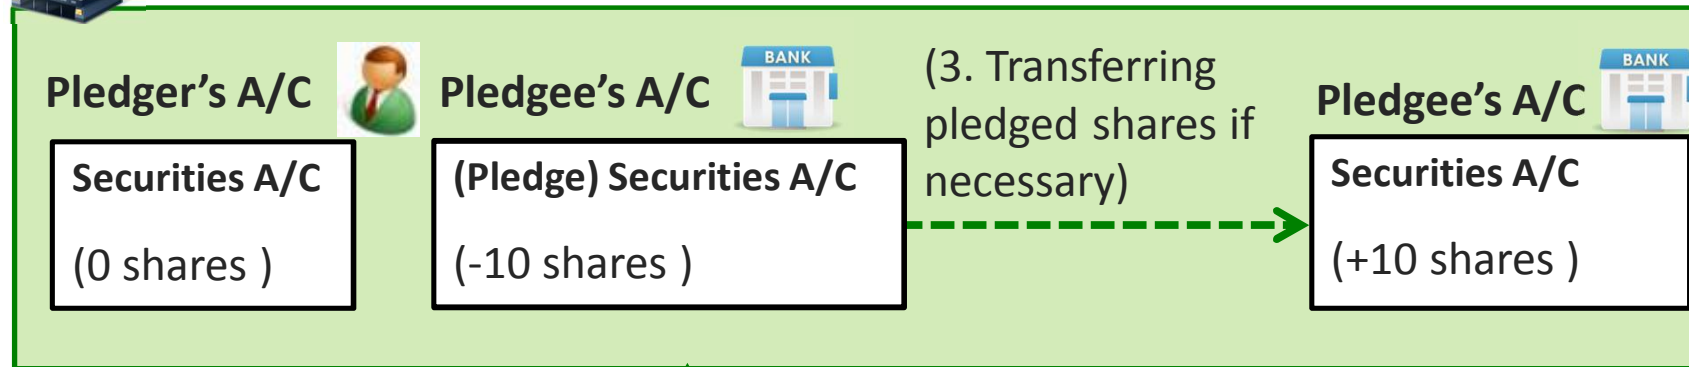 Pledger's A/C
Pledgee's A/C
BANK
(3. Transferring
pledged shares if
necessary)
Pledgee's A/C
BANK
Securities A/C
(0 shares )
(Pledge) Securities A/C
(-10 shares )
Securities A/C
(+10 shares )